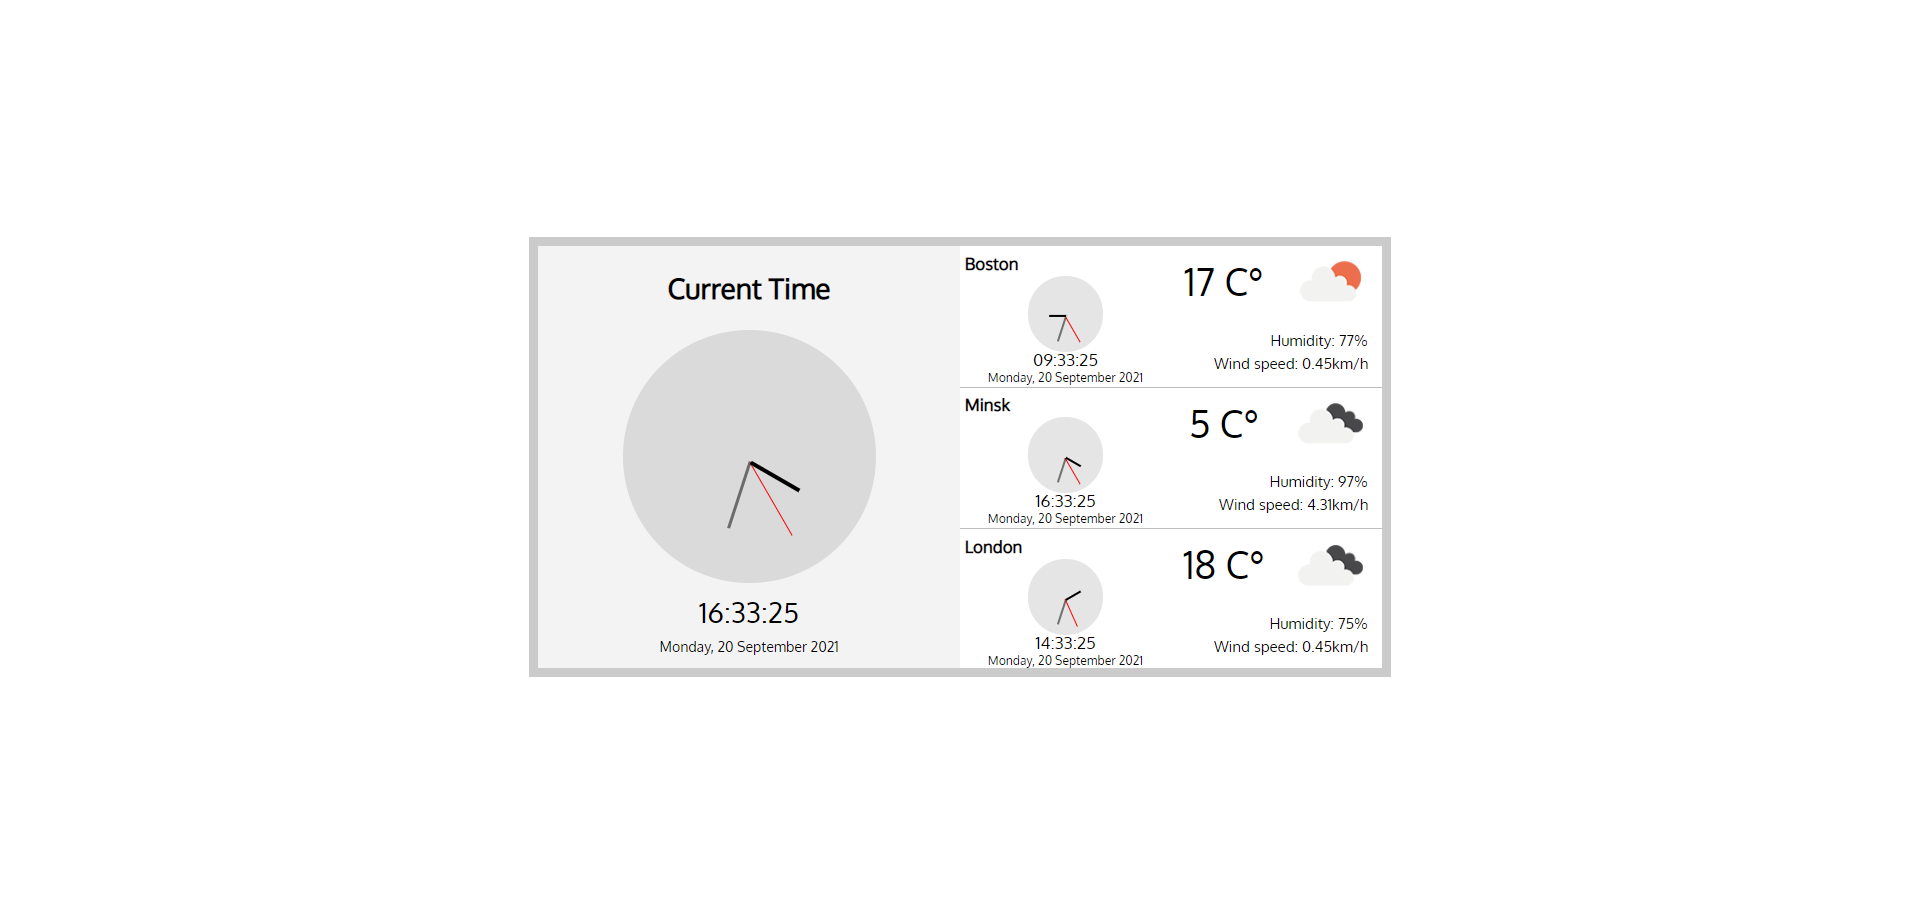 Current Time
16:33:25
Monday, 20 September 2021
Boston
09:33:25
Monday, 20 September 2021
17 C°
Humidity: 77%
Wind speed: 0.45km/h
Minsk
16:33:25
Monday, 20 September 2021
5 C°
Humidity: 97%
Wind speed: 4.31km/h
London
14:33:25
Monday, 20 September 2021
18 C°
Humidity: 75%
Wind speed: 0.45km/h